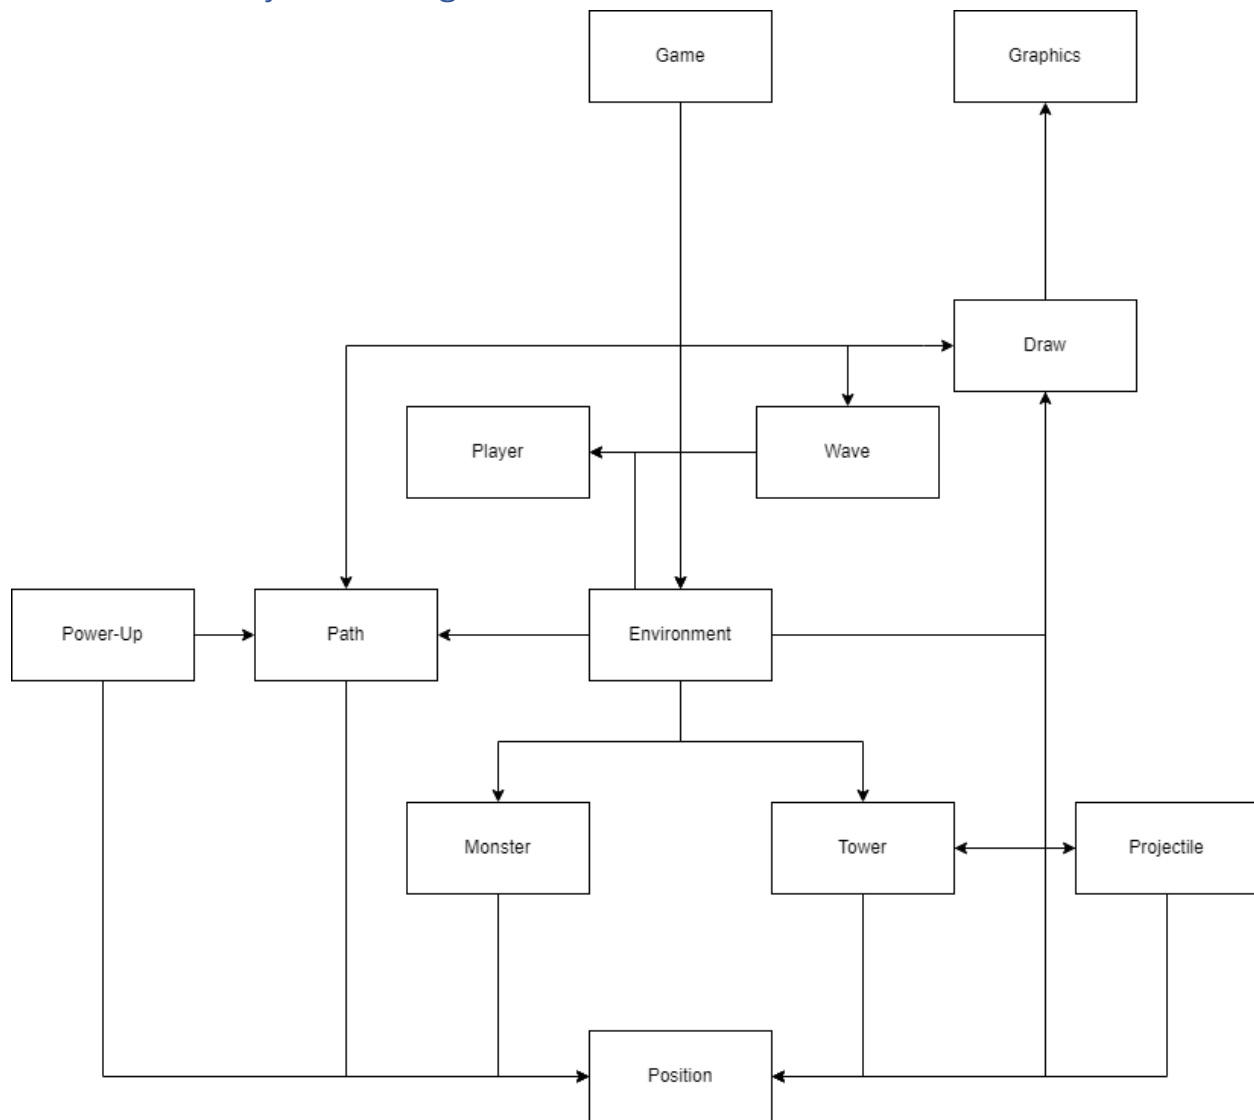 Game
Graphics
Draw
Player
Wave
Power-Up
Path
Environment
Monster
Tower
Projectile
Position